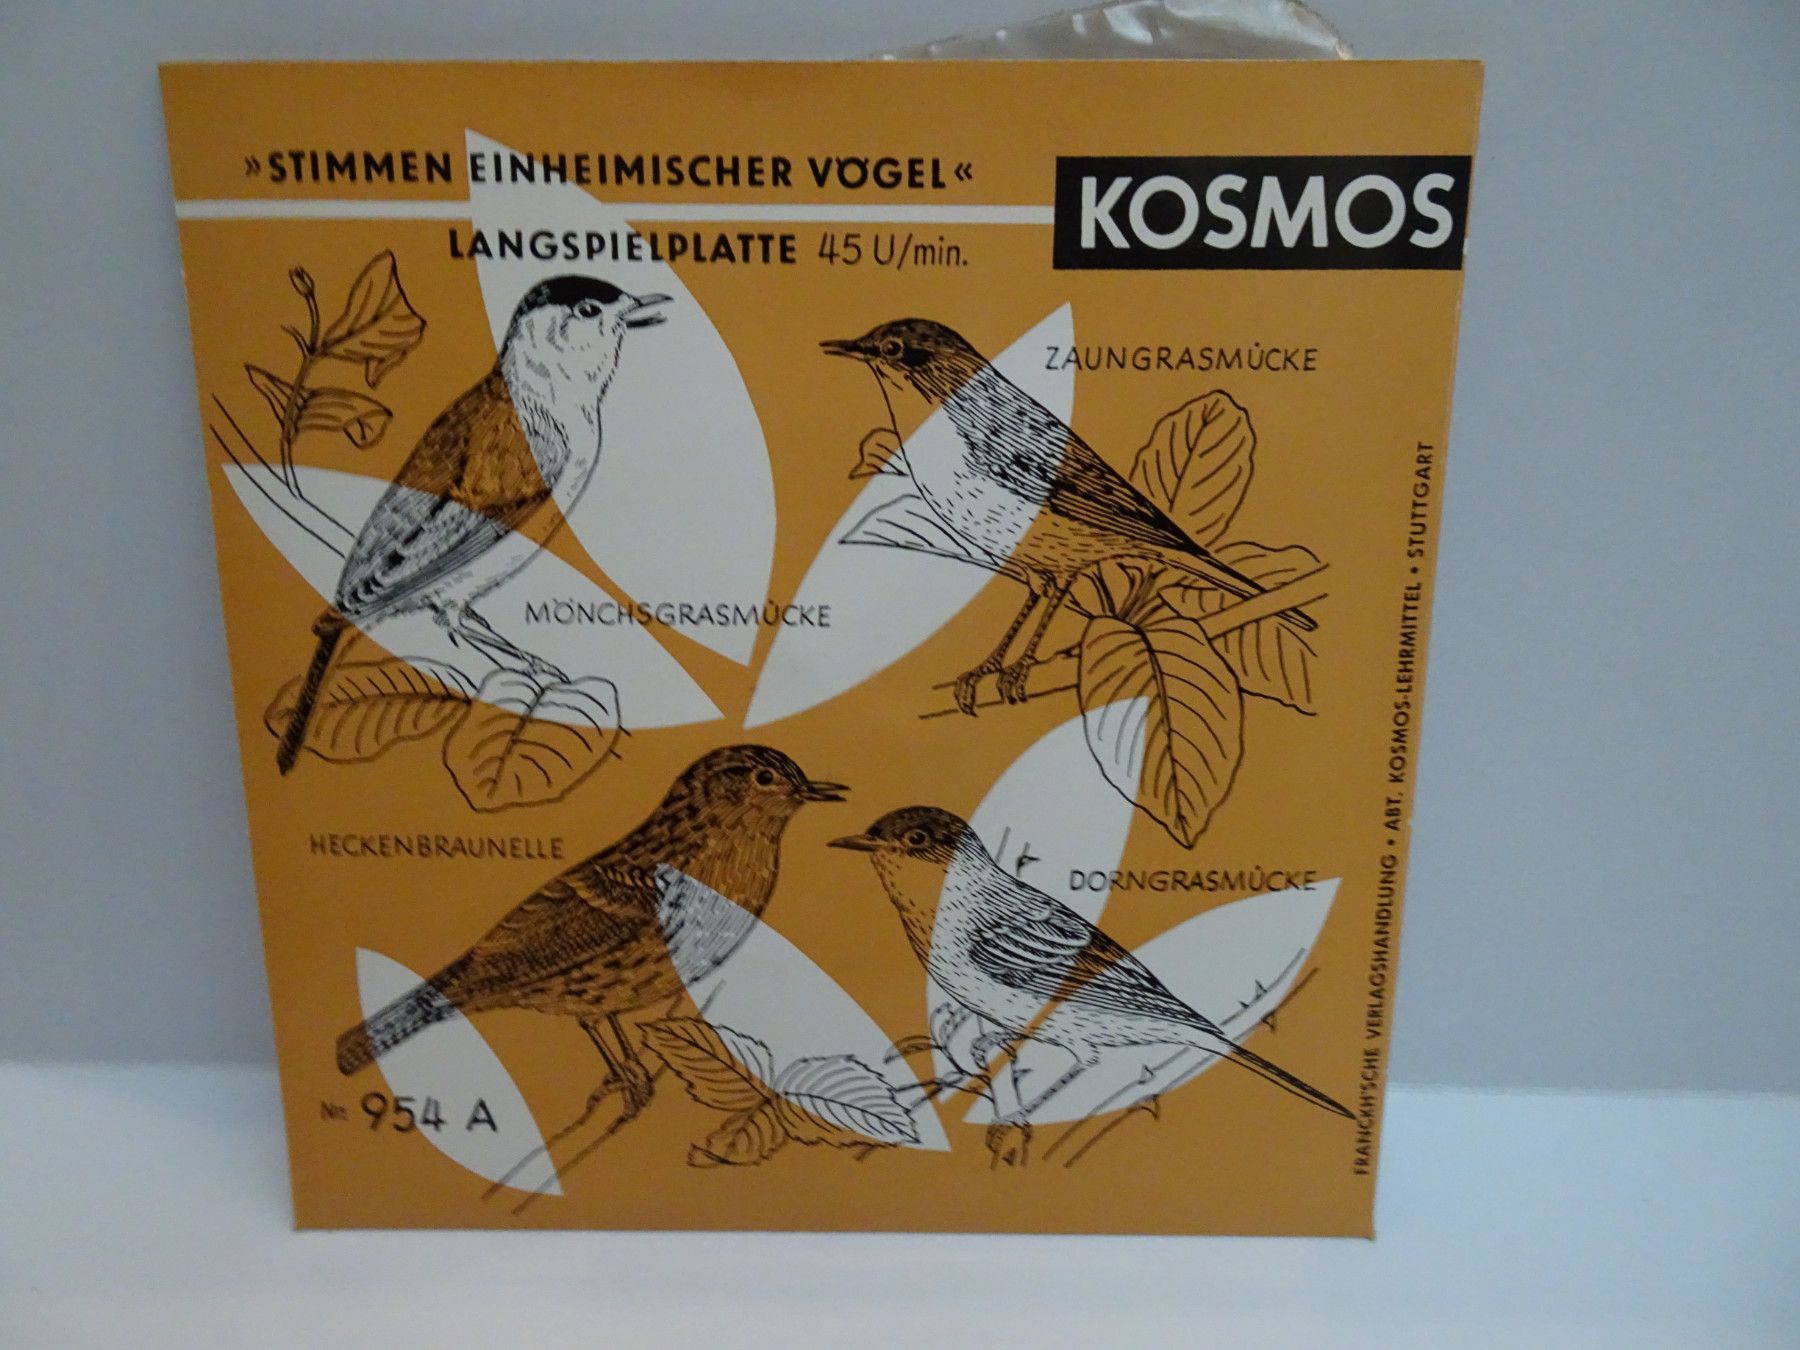 »STIMMEN EINHEIMISCHER VÖGEL«
KOSMOS
LANGSPIELPLATTE 45 U/min.
ZAUNGRASMÜCKE
MÖNCHSGRASMÜCKE
HECKENBRAUNELLE
DORNGRASMÜCKE
Nr. 954 A
FRANCKH'SCHE VERLAGSHANDLUNG • ABT. KOSMOS-LEHRMITTEL • STUTTGART